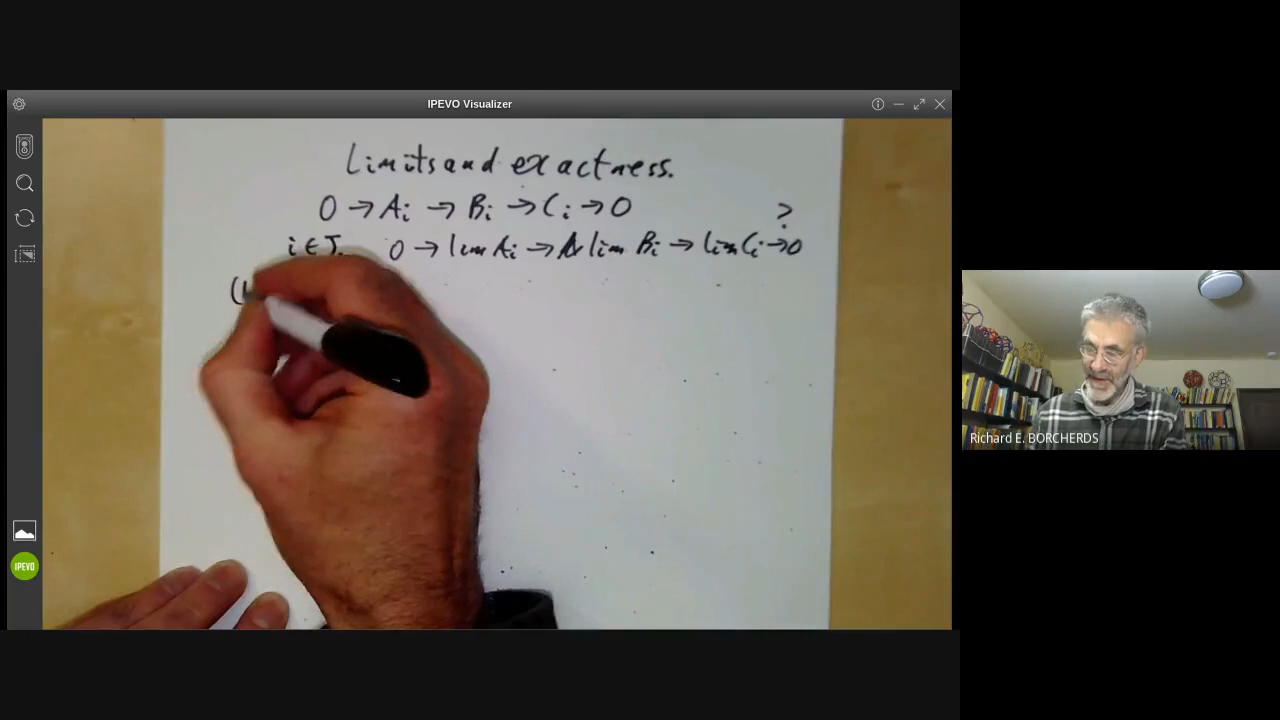 IPEVO Visualizer
Limits and exactness.
0 → Aᵢ → Bᵢ → Cᵢ → 0 ?
i ∈ I. 0 → lim Aᵢ → lim Bᵢ → lim Cᵢ → 0
Richard E. BORCHERDS
IPEVO